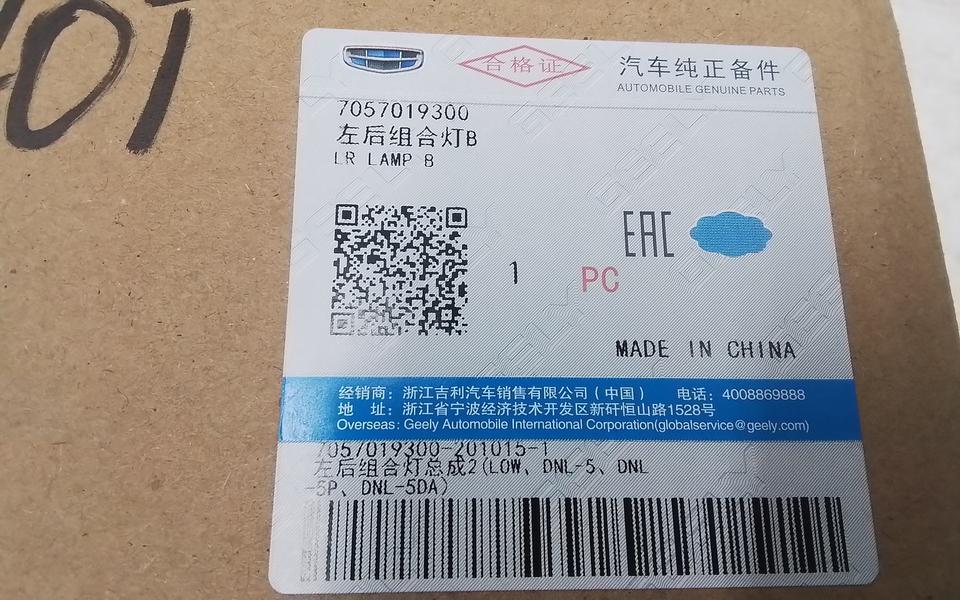 合格证
汽车纯正备件
AUTOMOBILE GENUINE PARTS
7057019300
左后组合灯B
LR LAMP B
EAC
1 PC
MADE IN CHINA
经销商：浙江吉利汽车销售有限公司（中国） 电话：4008869888
地 址：浙江省宁波经济技术开发区新矸恒山路1528号
Overseas: Geely Automobile International Corporation(globalservice@geely.com)
7057019300-201015-1
左后组合灯总成2(LOW、DNL-5、DNL
-5P、DNL-5DA)